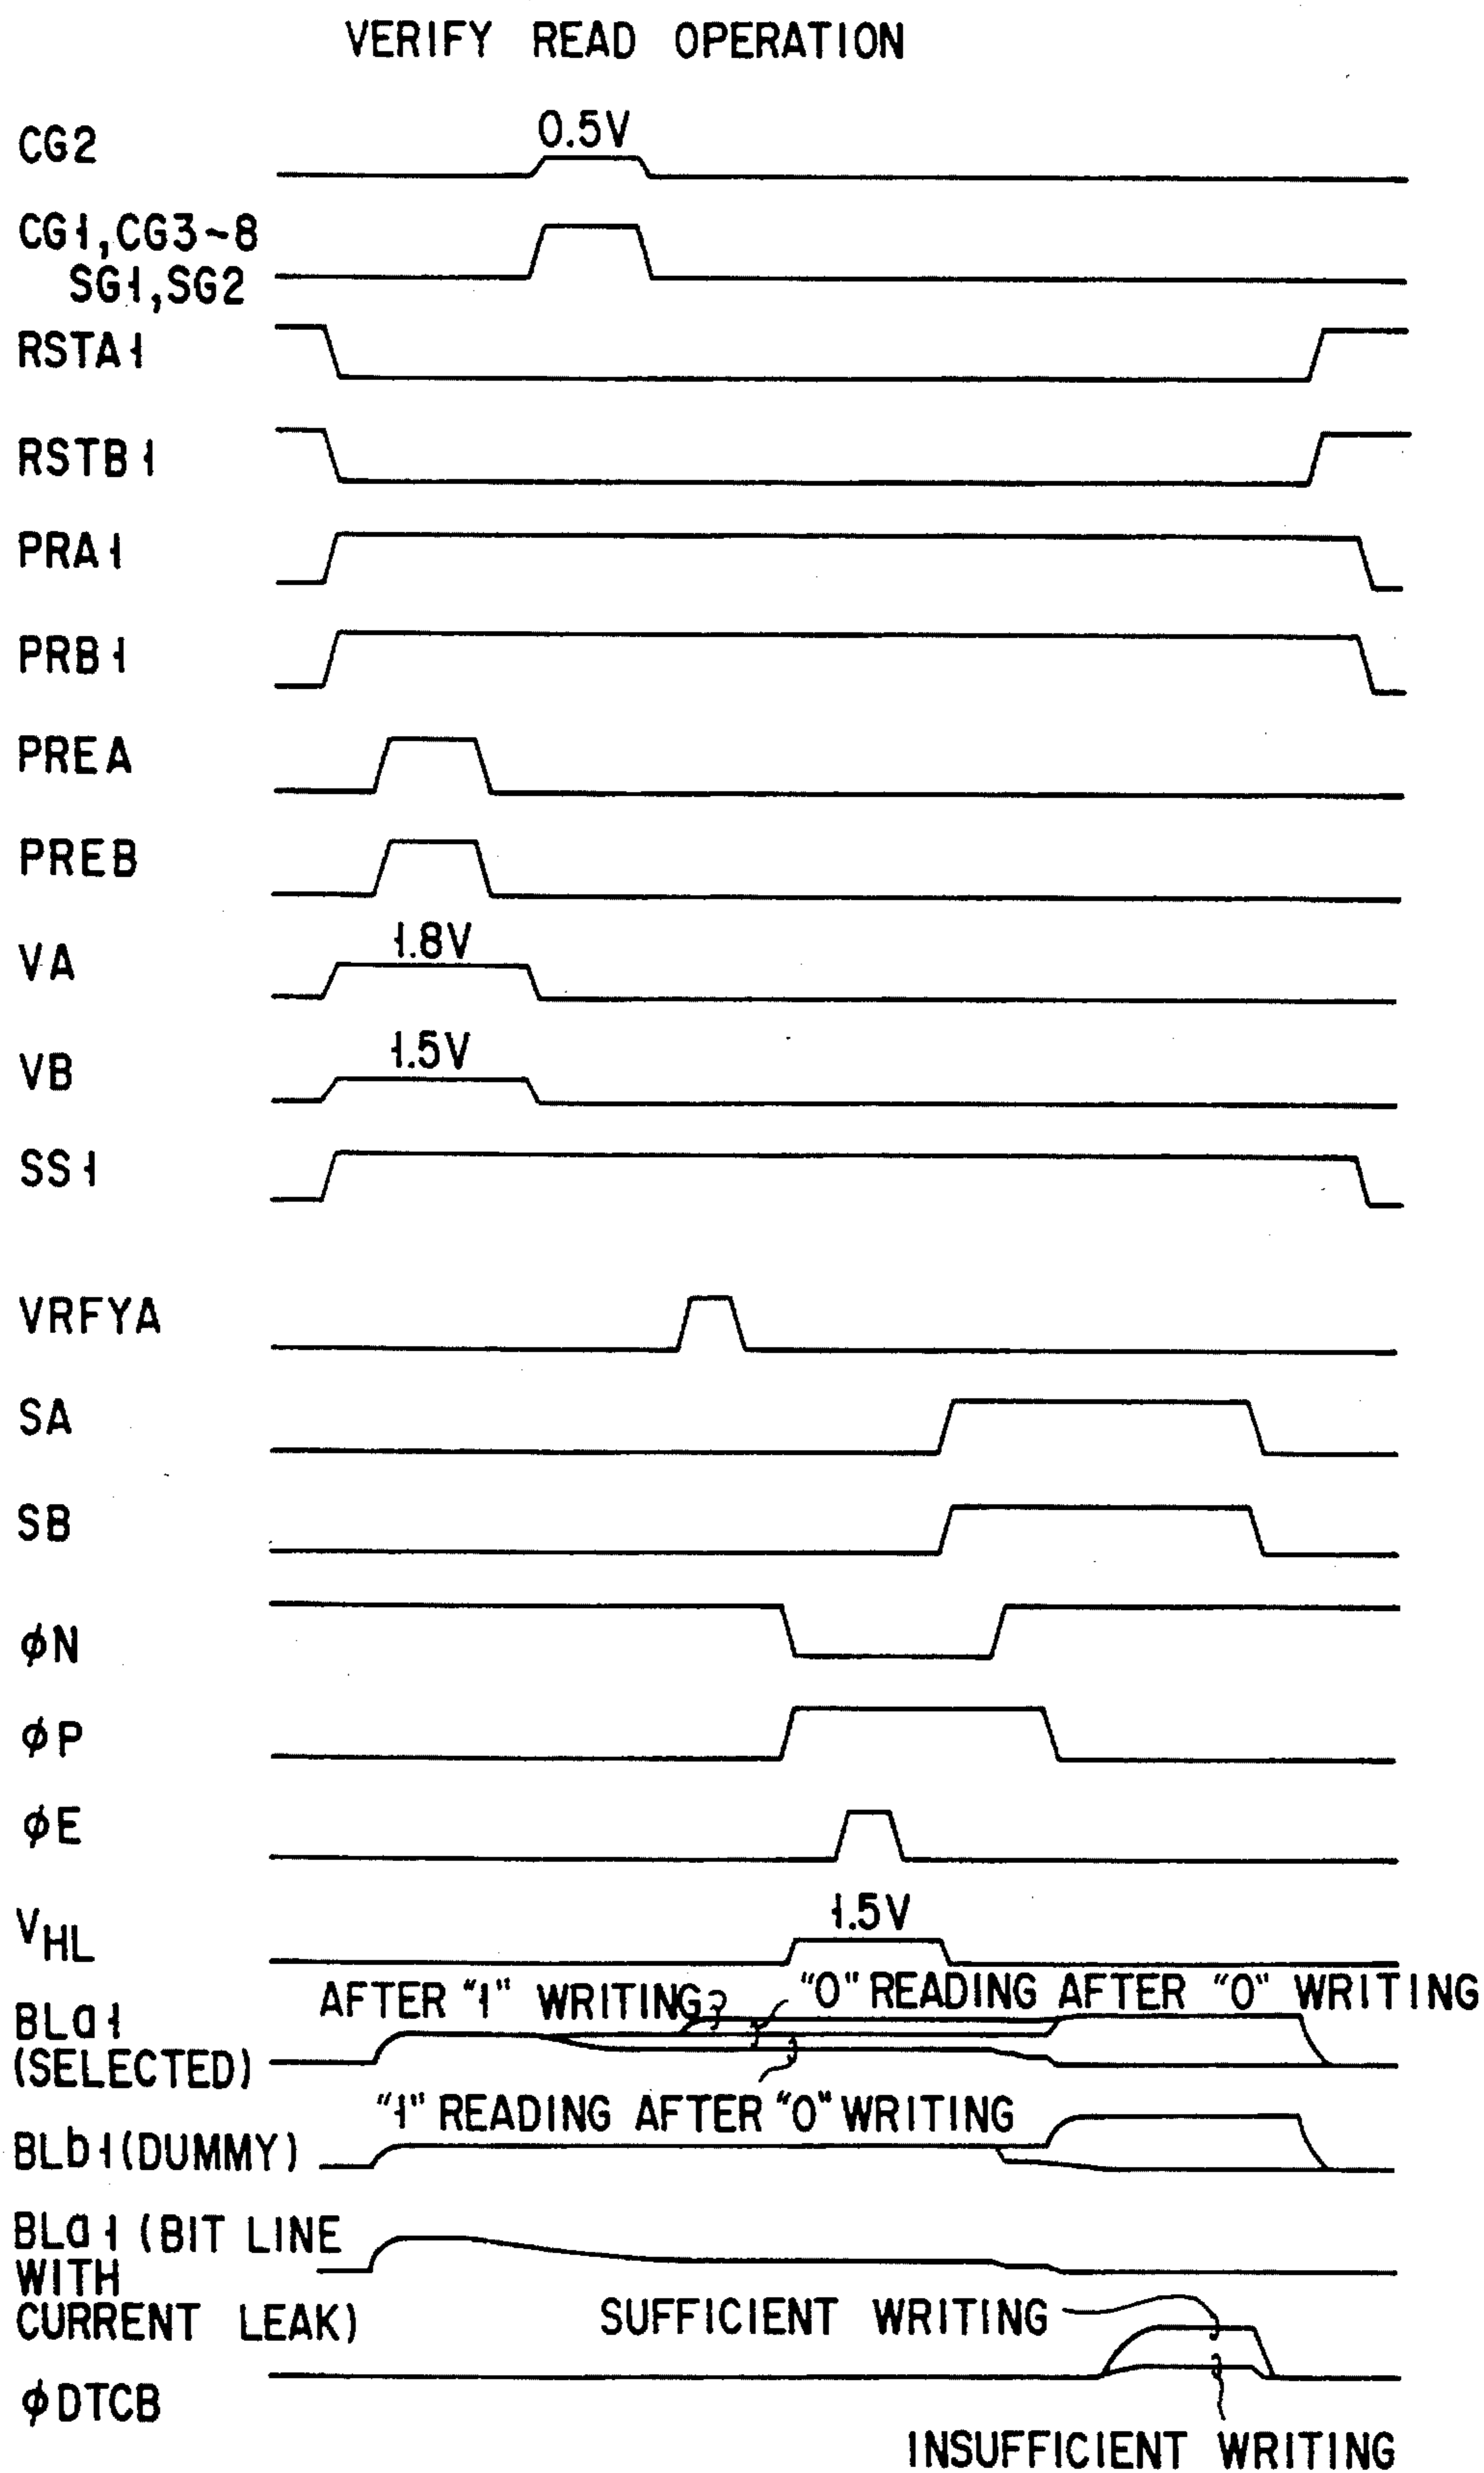 VERIFY READ OPERATION
CG2
0.5V
CG1,CG3~8
SG1,SG2
RSTA1
RSTB1
PRA1
PRB1
PREA
PREB
VA
1.8V
VB
1.5V
SS1
VRFYA
SA
SB
φN
φP
φE
VHL
1.5V
AFTER "1" WRITING
"0" READING AFTER "0" WRITING
BLa1
(SELECTED)
"1" READING AFTER "0" WRITING
BLb1(DUMMY)
BLa1 (BIT LINE
WITH
CURRENT LEAK)
SUFFICIENT WRITING
φDTCB
INSUFFICIENT WRITING